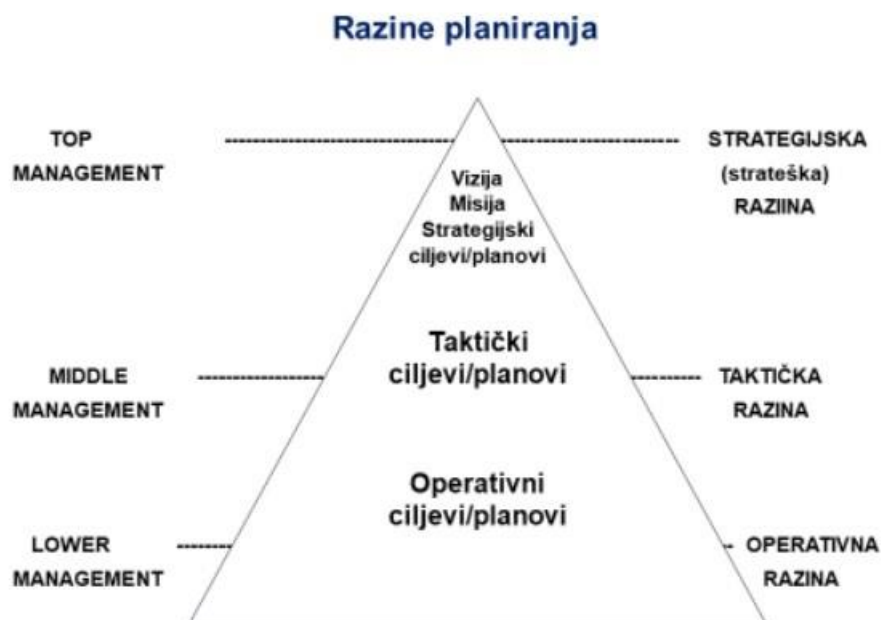 Razine planiranja
TOP
MANAGEMENT
Vizija
Misija
Strategijski
ciljevi/planovi
STRATEGIJSKA
(strateška)
RAZIINA
MIDDLE
MANAGEMENT
Taktički
ciljevi/planovi
TAKTIČKA
RAZINA
LOWER
MANAGEMENT
Operativni
ciljevi/planovi
OPERATIVNA
RAZINA